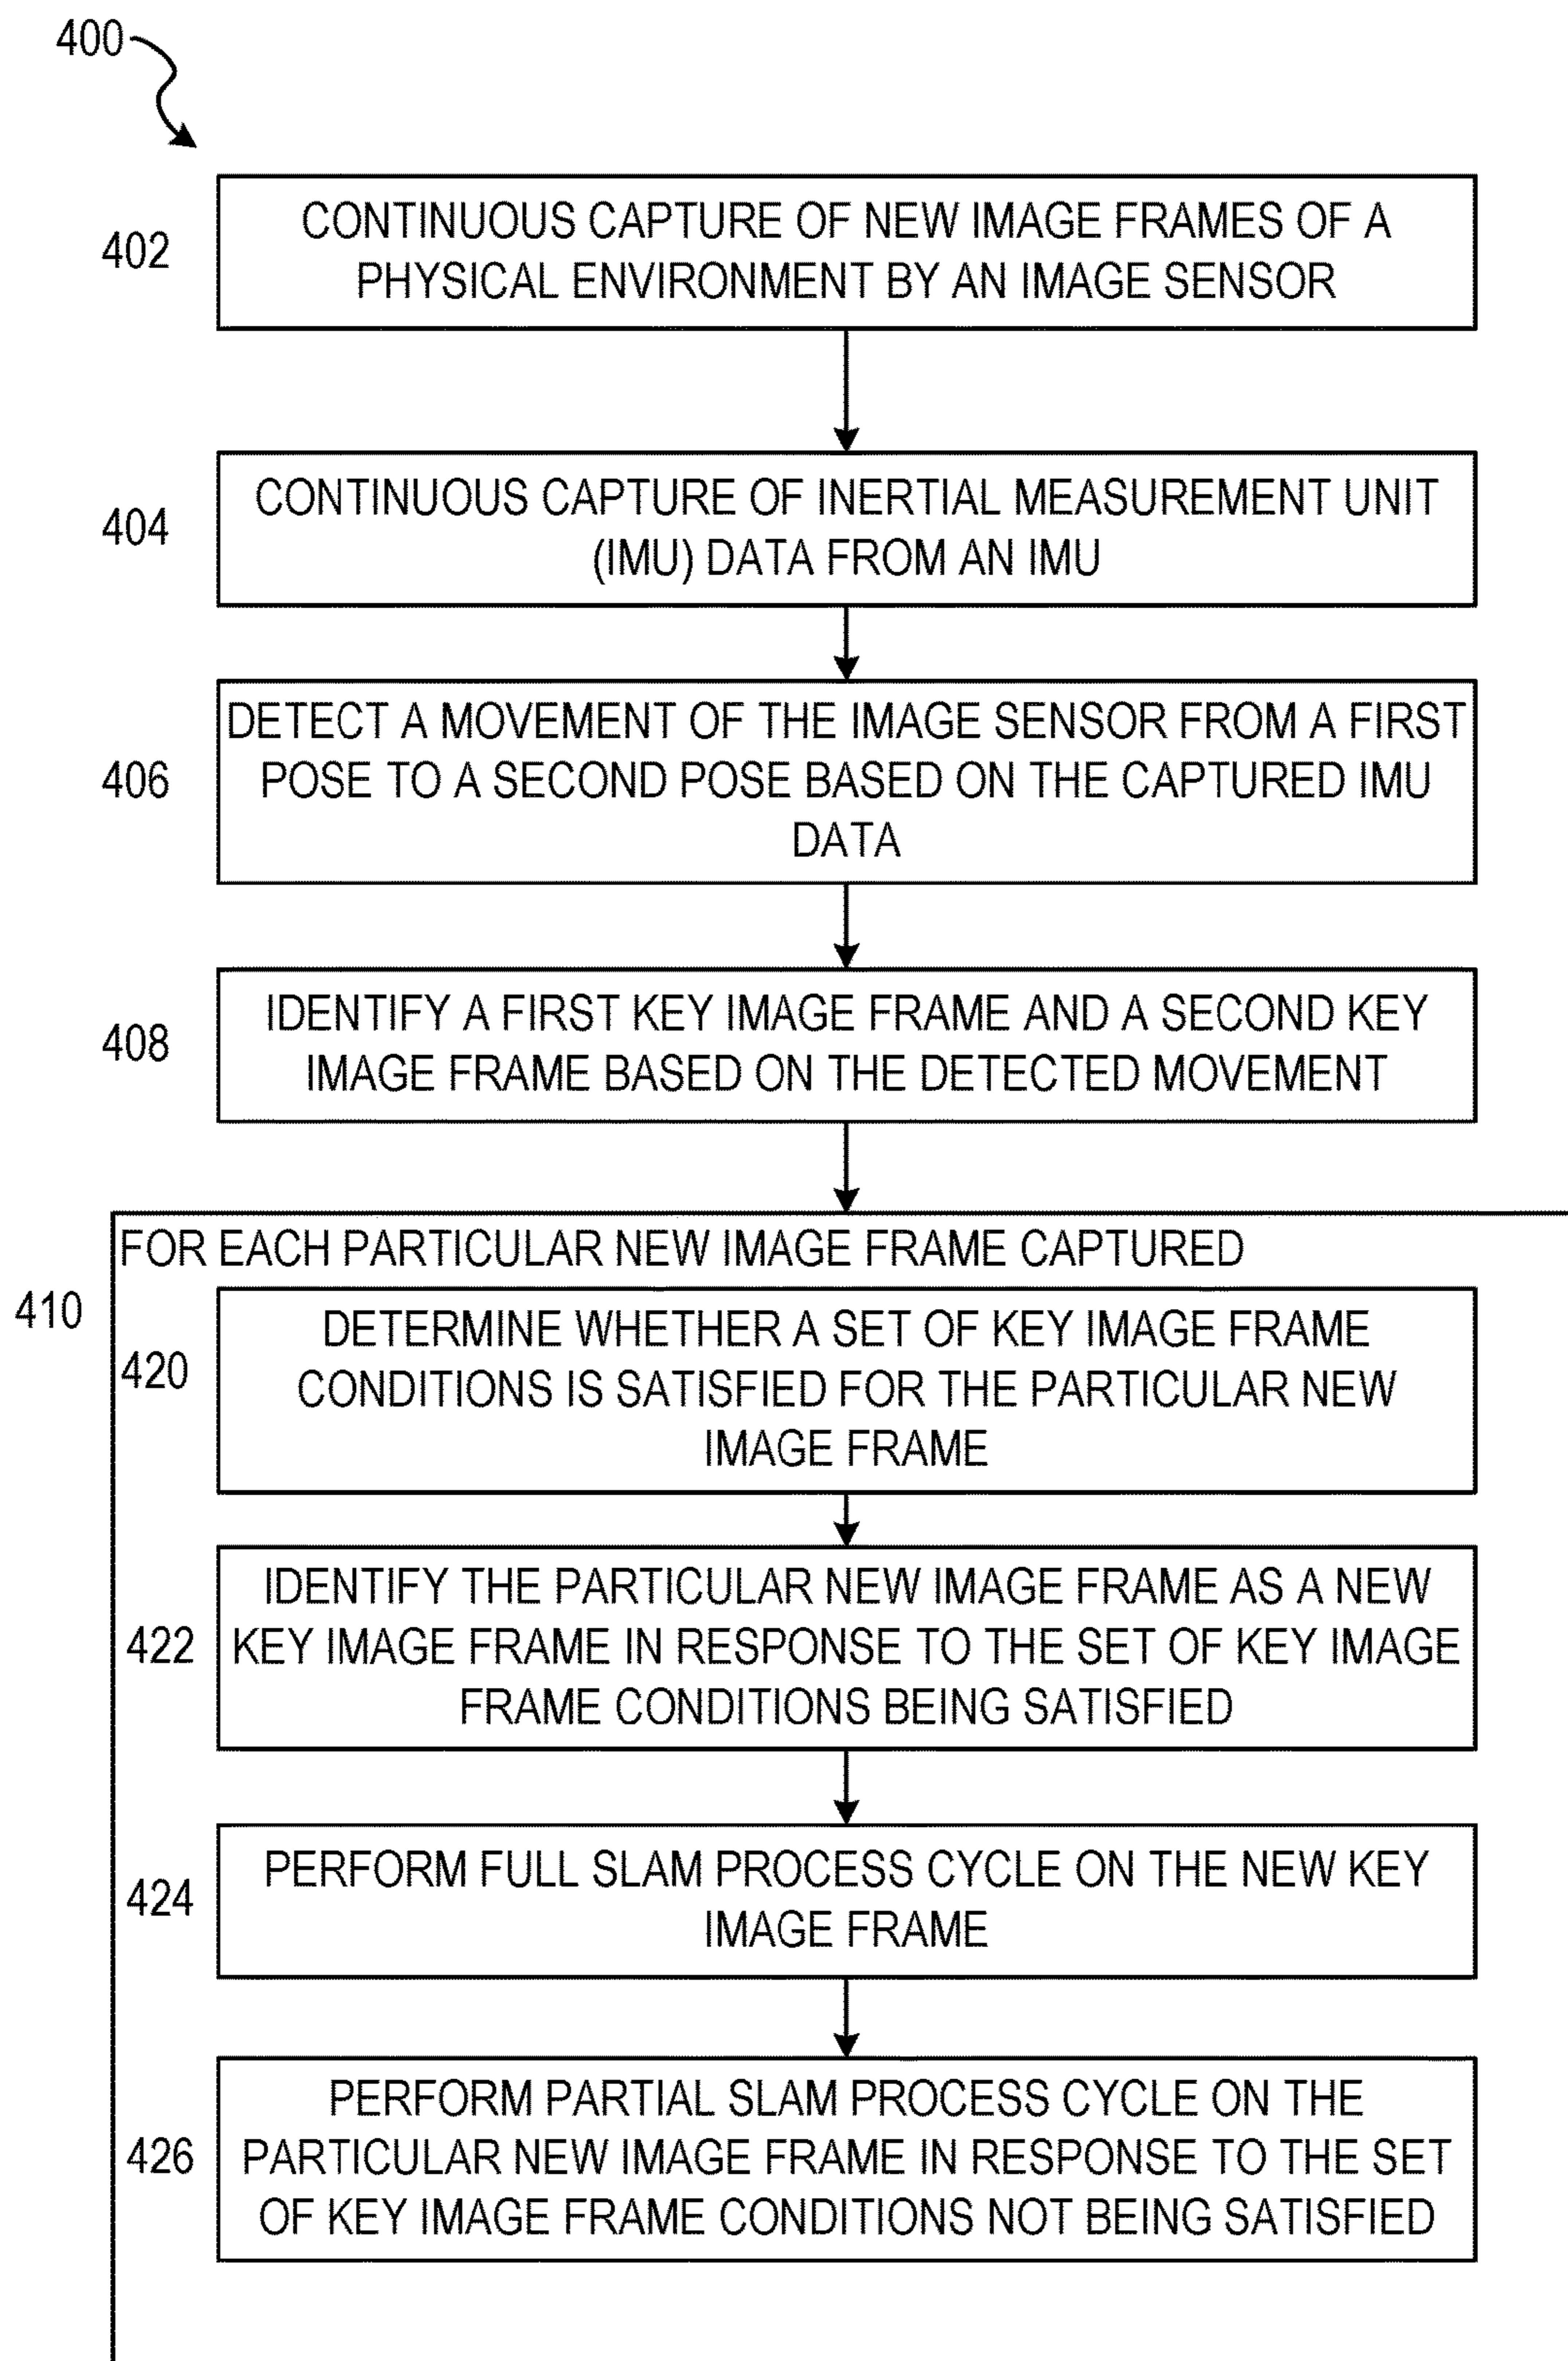 400
402
CONTINUOUS CAPTURE OF NEW IMAGE FRAMES OF A
PHYSICAL ENVIRONMENT BY AN IMAGE SENSOR
404
CONTINUOUS CAPTURE OF INERTIAL MEASUREMENT UNIT
(IMU) DATA FROM AN IMU
406
DETECT A MOVEMENT OF THE IMAGE SENSOR FROM A FIRST
POSE TO A SECOND POSE BASED ON THE CAPTURED IMU
DATA
408
IDENTIFY A FIRST KEY IMAGE FRAME AND A SECOND KEY
IMAGE FRAME BASED ON THE DETECTED MOVEMENT
410
FOR EACH PARTICULAR NEW IMAGE FRAME CAPTURED
420
DETERMINE WHETHER A SET OF KEY IMAGE FRAME
CONDITIONS IS SATISFIED FOR THE PARTICULAR NEW
IMAGE FRAME
422
IDENTIFY THE PARTICULAR NEW IMAGE FRAME AS A NEW
KEY IMAGE FRAME IN RESPONSE TO THE SET OF KEY IMAGE
FRAME CONDITIONS BEING SATISFIED
424
PERFORM FULL SLAM PROCESS CYCLE ON THE NEW KEY
IMAGE FRAME
426
PERFORM PARTIAL SLAM PROCESS CYCLE ON THE
PARTICULAR NEW IMAGE FRAME IN RESPONSE TO THE SET
OF KEY IMAGE FRAME CONDITIONS NOT BEING SATISFIED